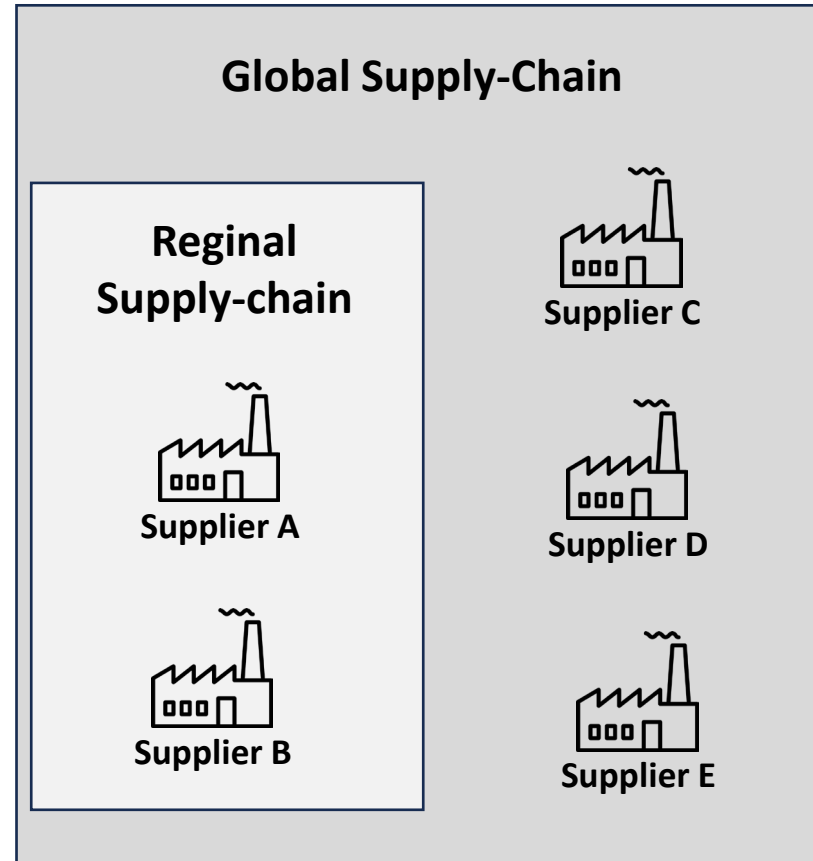 Global Supply-Chain
Reginal
Supply-chain
Supplier A
Supplier B
Supplier C
Supplier D
Supplier E